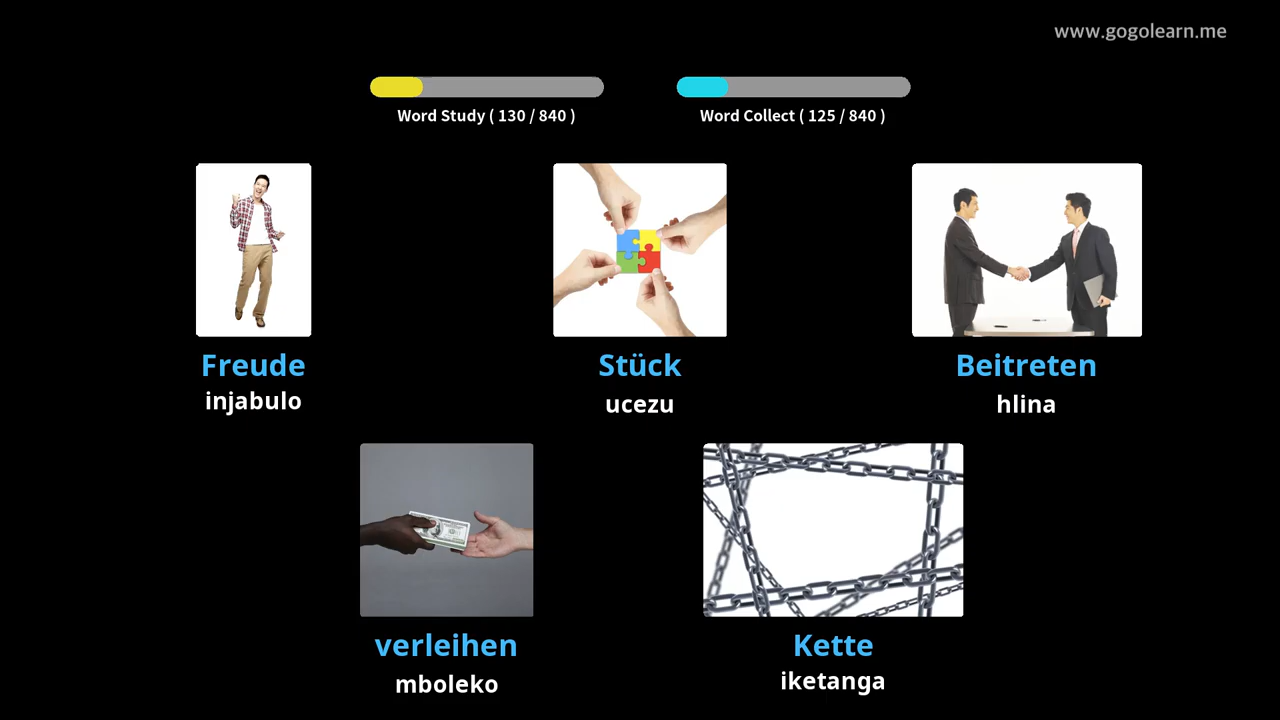 www.gogolearn.me
Word Study ( 130 / 840 )
Word Collect ( 125 / 840 )
Freude
injabulo
Stück
ucezu
Beitreten
hlina
verleihen
mboleko
Kette
iketanga